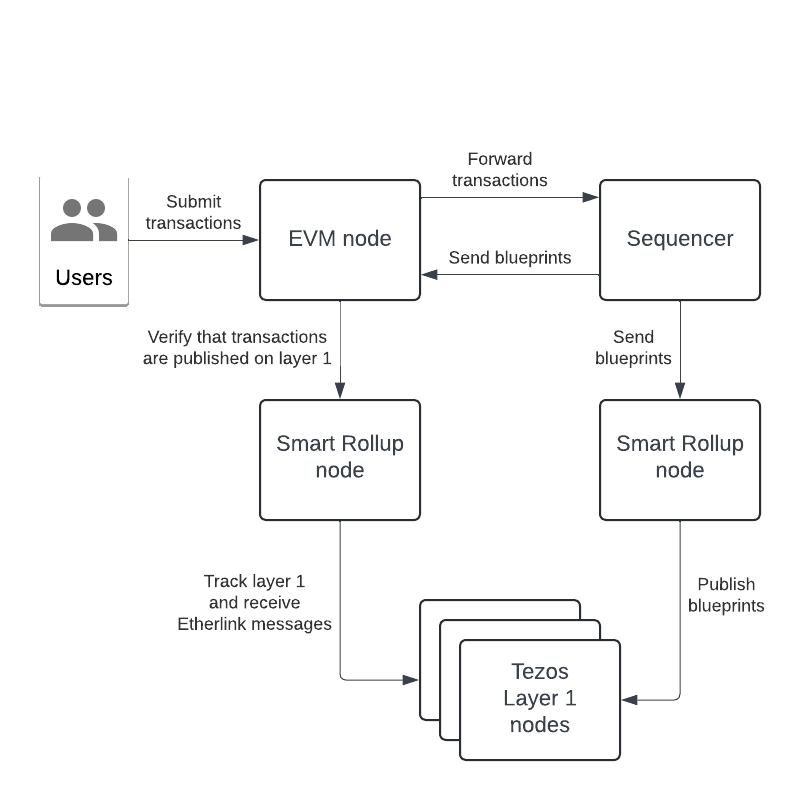 Forward
transactions
Submit
transactions
EVM node
Sequencer
Send blueprints
Users
Verify that transactions
are published on layer 1
Send
blueprints
Smart Rollup
node
Smart Rollup
node
Track layer 1
and receive
Etherlink messages
Publish
blueprints
Tezos
Layer 1
nodes